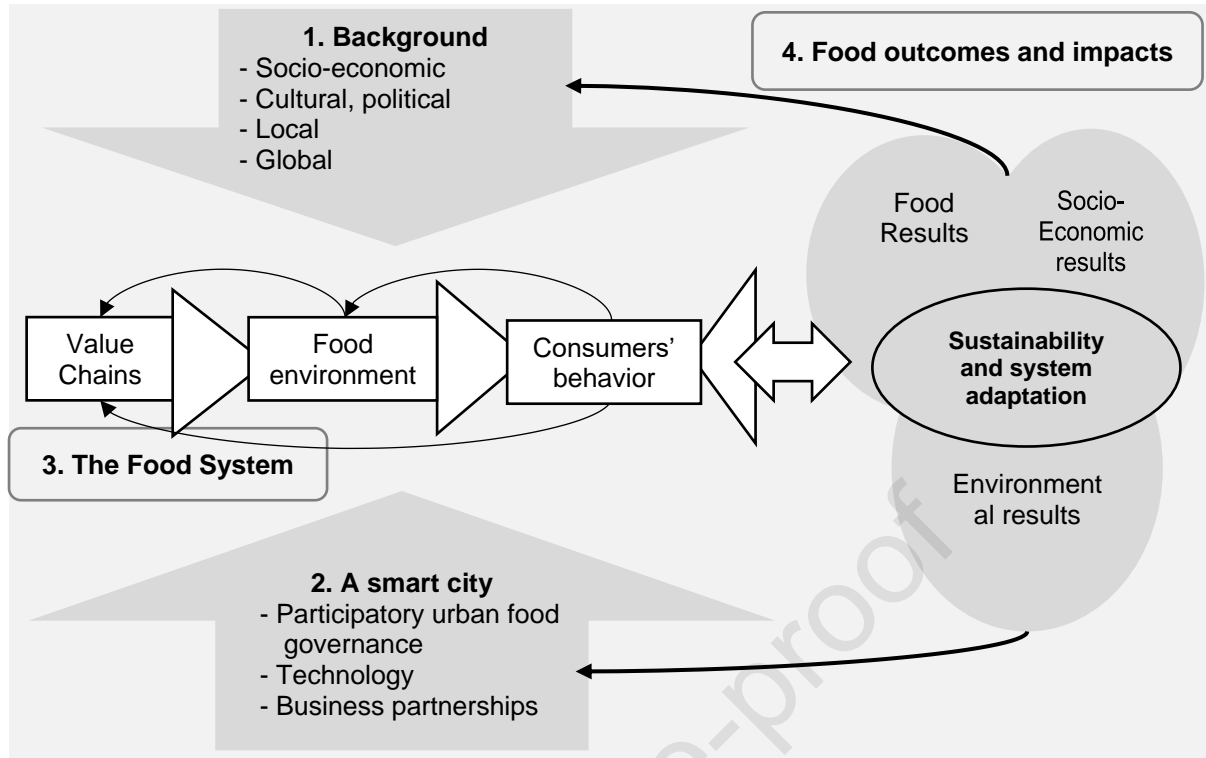 1. Background
- Socio-economic
- Cultural, political
- Local
- Global
4. Food outcomes and impacts
Food
Results
Socio-
Economic
results
Value
Chains
Food
environment
Consumers’
behavior
Sustainability
and system
adaptation
3. The Food System
Environment
al results
2. A smart city
- Participatory urban food
governance
- Technology
- Business partnerships
e-proof